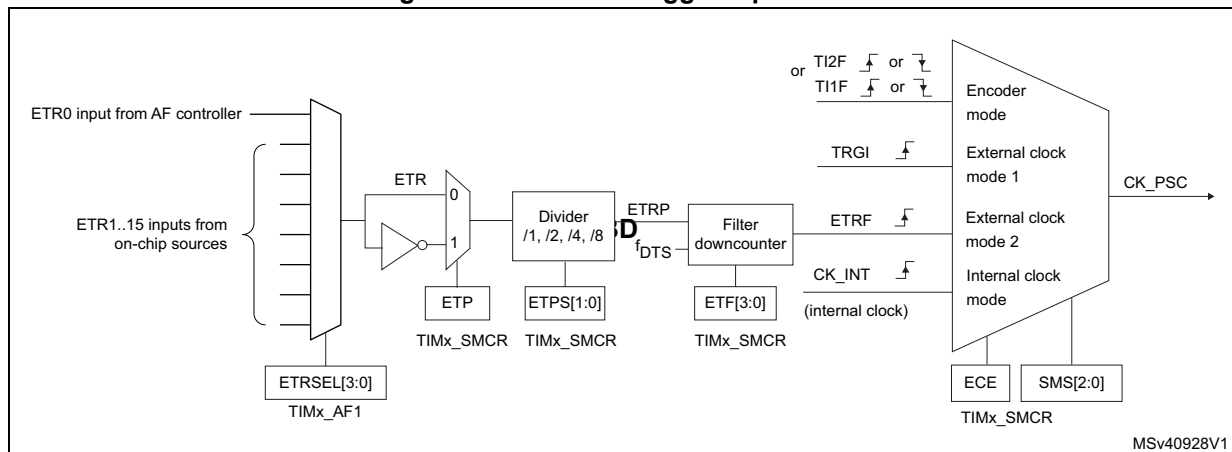 or TI2F or
TI1F or
Encoder
mode
ETR0 input from AF controller
TRGI
External clock
mode 1
CK_PSC
ETR
0
1
ETR1..15 inputs from
on-chip sources
Divider
/1, /2, /4, /8
ETRP
fDTS
Filter
downcounter
ETRF
External clock
mode 2
CK_INT
(internal clock)
Internal clock
mode
ETP
TIMx_SMCR
ETPS[1:0]
TIMx_SMCR
ETF[3:0]
TIMx_SMCR
ETRSEL[3:0]
TIMx_AF1
ECE
SMS[2:0]
TIMx_SMCR
MSv40928V1